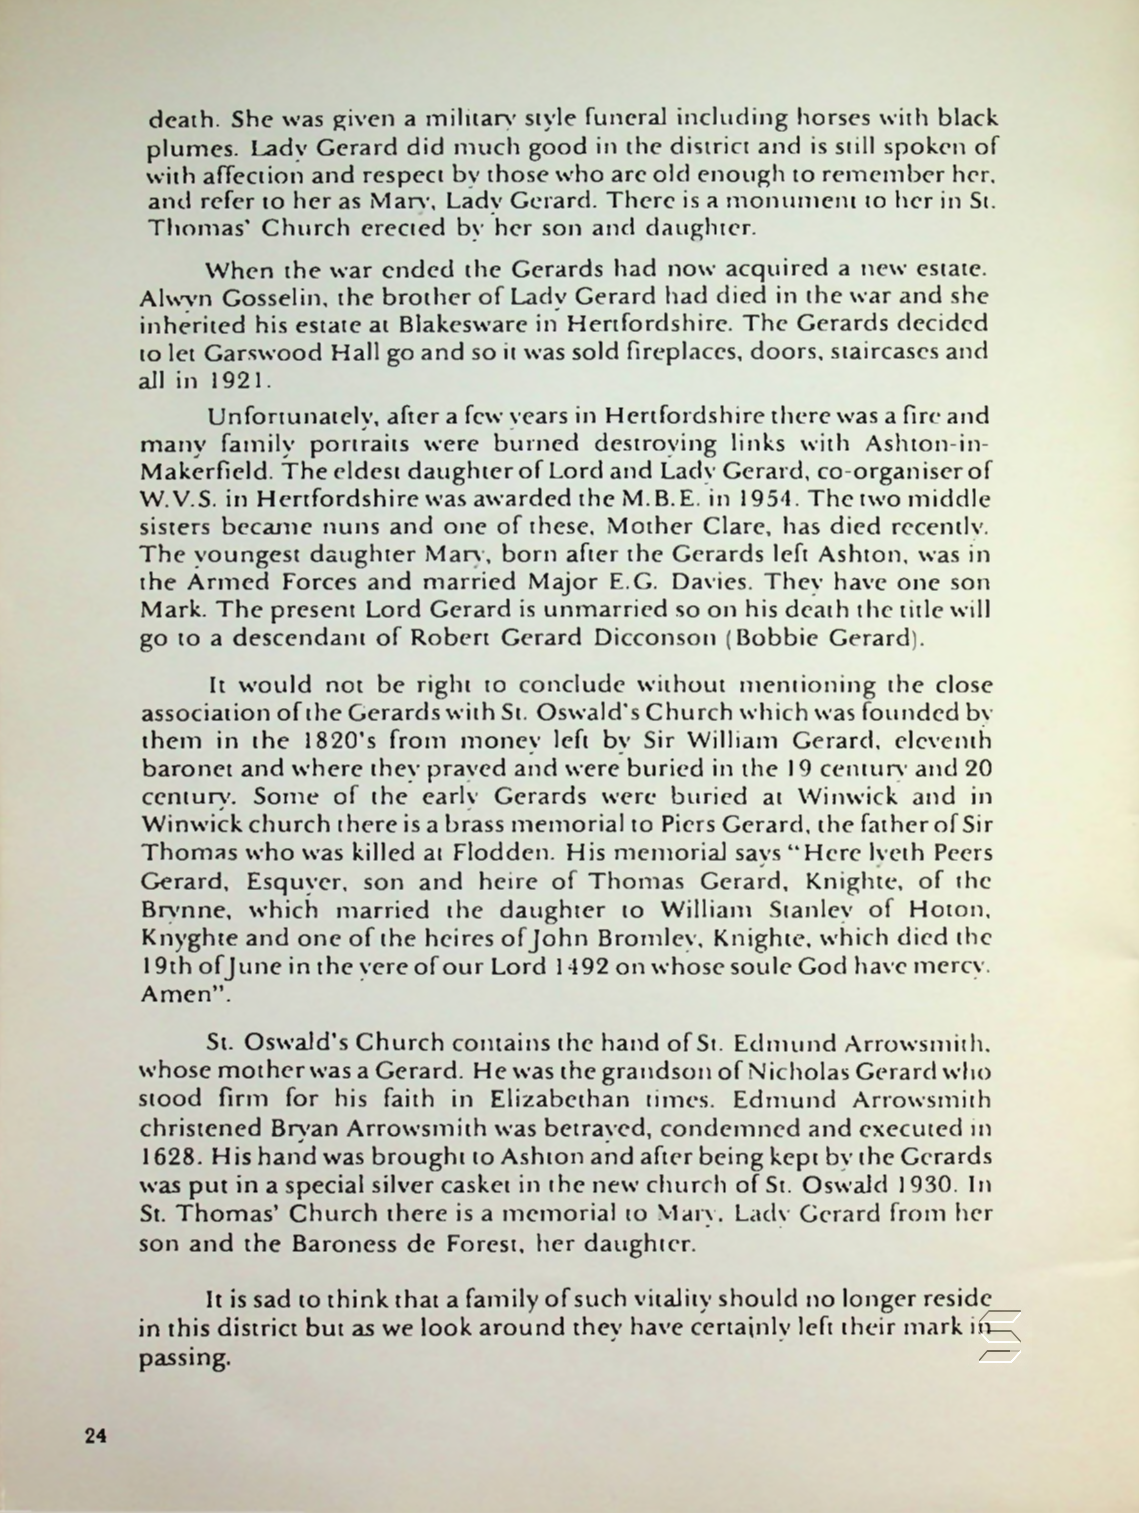 death. She was given a military style funeral including horses with black
plumes. Lady Gerard did much good in the district and is still spoken of
with affection and respect by those who are old enough to remember her,
and refer to her as Mary, Lady Gerard. There is a monument to her in St.
Thomas' Church erected by her son and daughter.
When the war ended the Gerards had now acquired a new estate.
Alwyn Gosselin, the brother of Lady Gerard had died in the war and she
inherited his estate at Blakesware in Hertfordshire. The Gerards decided
to let Garswood Hall go and so it was sold fireplaces, doors, staircases and
all in 1921.
Unfortunately, after a few years in Hertfordshire there was a fire and
many family portraits were burned destroying links with Ashton-in-
Makerfield. The eldest daughter of Lord and Lady Gerard, co-organiser of
W.V.S. in Hertfordshire was awarded the M.B.E. in 1954. The two middle
sisters became nuns and one of these, Mother Clare, has died recently.
The youngest daughter Mary, born after the Gerards left Ashton, was in
the Armed Forces and married Major E.G. Davies. They have one son
Mark. The present Lord Gerard is unmarried so on his death the title will
go to a descendant of Robert Gerard Dicconson (Bobbie Gerard).
It would not be right to conclude without mentioning the close
association of the Gerards with St. Oswald's Church which was founded by
them in the 1820's from money left by Sir William Gerard, eleventh
baronet and where they prayed and were buried in the 19 century and 20
century. Some of the early Gerards were buried at Winwick and in
Winwick church there is a brass memorial to Piers Gerard, the father of Sir
Thomas who was killed at Flodden. His memorial says "Here lyeth Peers
Gerard, Esquyer, son and heire of Thomas Gerard, Knighte, of the
Brynne, which married the daughter to William Stanley of Hoton,
Knyghte and one of the heires of John Bromley, Knighte, which died the
19th of June in the yere of our Lord 1492 on whose soule God have mercy.
Amen".
St. Oswald's Church contains the hand of St. Edmund Arrowsmith,
whose mother was a Gerard. He was the grandson of Nicholas Gerard who
stood firm for his faith in Elizabethan times. Edmund Arrowsmith
christened Bryan Arrowsmith was betrayed, condemned and executed in
1628. His hand was brought to Ashton and after being kept by the Gerards
was put in a special silver casket in the new church of St. Oswald 1930. In
St. Thomas' Church there is a memorial to Mary, Lady Gerard from her
son and the Baroness de Forest, her daughter.
It is sad to think that a family of such vitality should no longer reside
in this district but as we look around they have certainly left their mark in
passing.
24